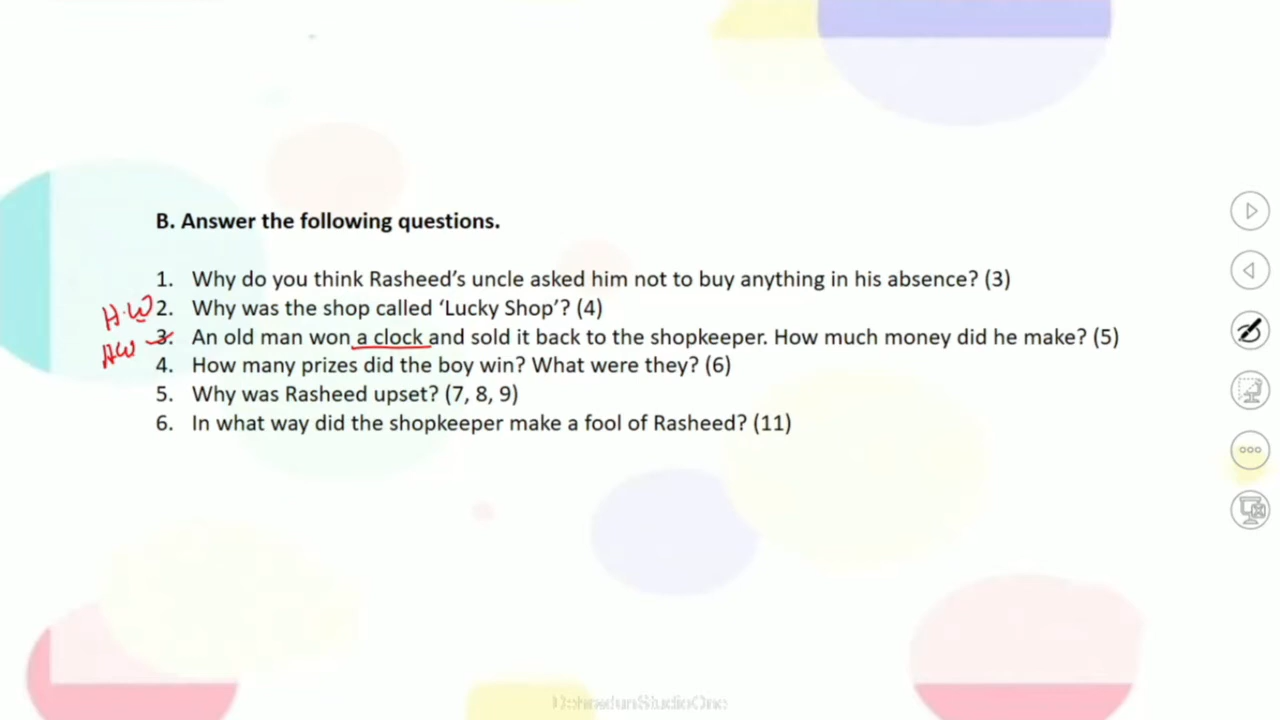 B. Answer the following questions.
1. Why do you think Rasheed’s uncle asked him not to buy anything in his absence? (3)
H.W 2. Why was the shop called ‘Lucky Shop’? (4)
HW 3. An old man won a clock and sold it back to the shopkeeper. How much money did he make? (5)
4. How many prizes did the boy win? What were they? (6)
5. Why was Rasheed upset? (7, 8, 9)
6. In what way did the shopkeeper make a fool of Rasheed? (11)
DehradunStudioOne